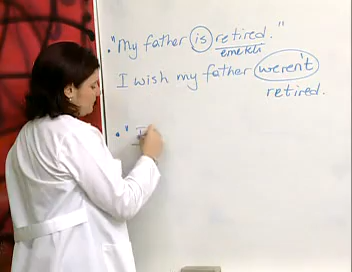 ."My father is retired."
emekli
I wish my father weren't
retired.
." I